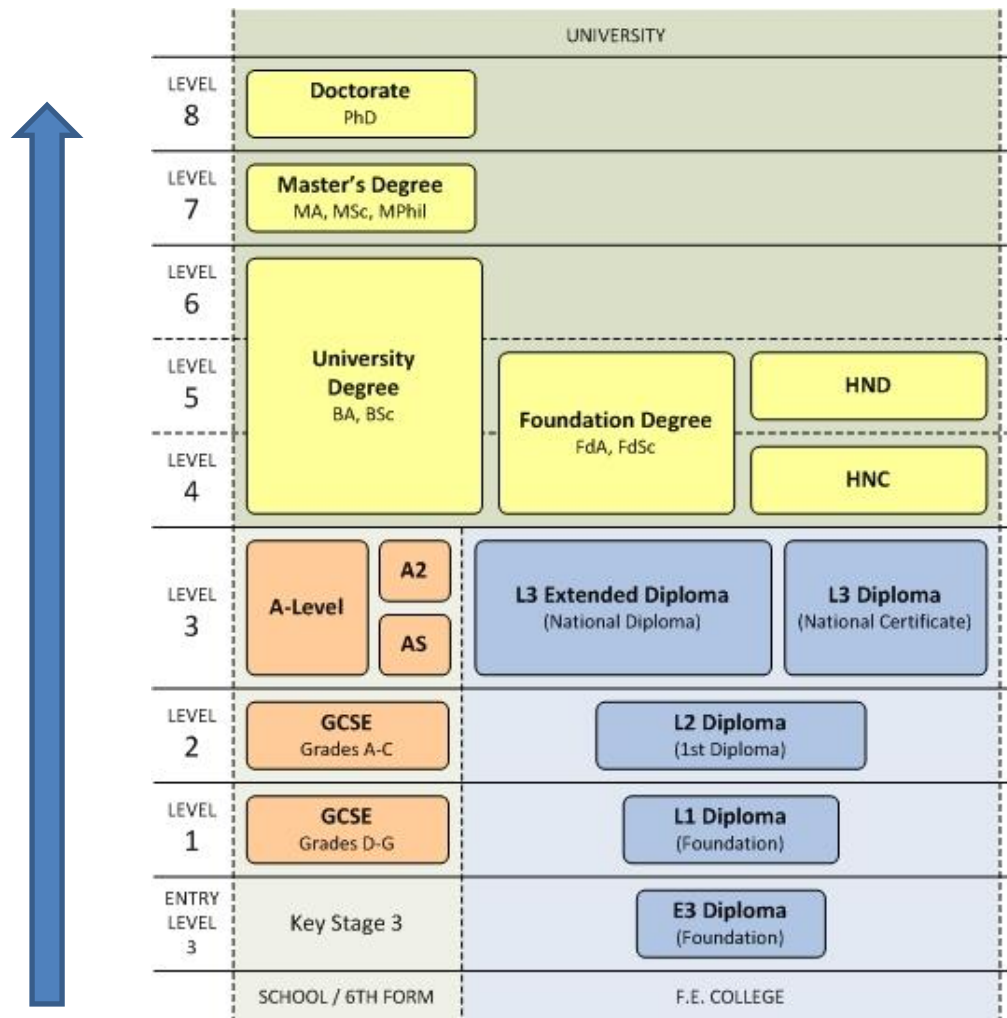 UNIVERSITY
LEVEL
8
Doctorate
PhD
LEVEL
7
Master's Degree
MA, MSc, MPhil
LEVEL
6
LEVEL
5
LEVEL
4
University
Degree
BA, BSc
Foundation Degree
FdA, FdSc
HND
HNC
LEVEL
3
A-Level
A2
AS
L3 Extended Diploma
(National Diploma)
L3 Diploma
(National Certificate)
LEVEL
2
GCSE
Grades A-C
L2 Diploma
(1st Diploma)
LEVEL
1
GCSE
Grades D-G
L1 Diploma
(Foundation)
ENTRY
LEVEL
3
Key Stage 3
E3 Diploma
(Foundation)
SCHOOL / 6TH FORM
F.E. COLLEGE